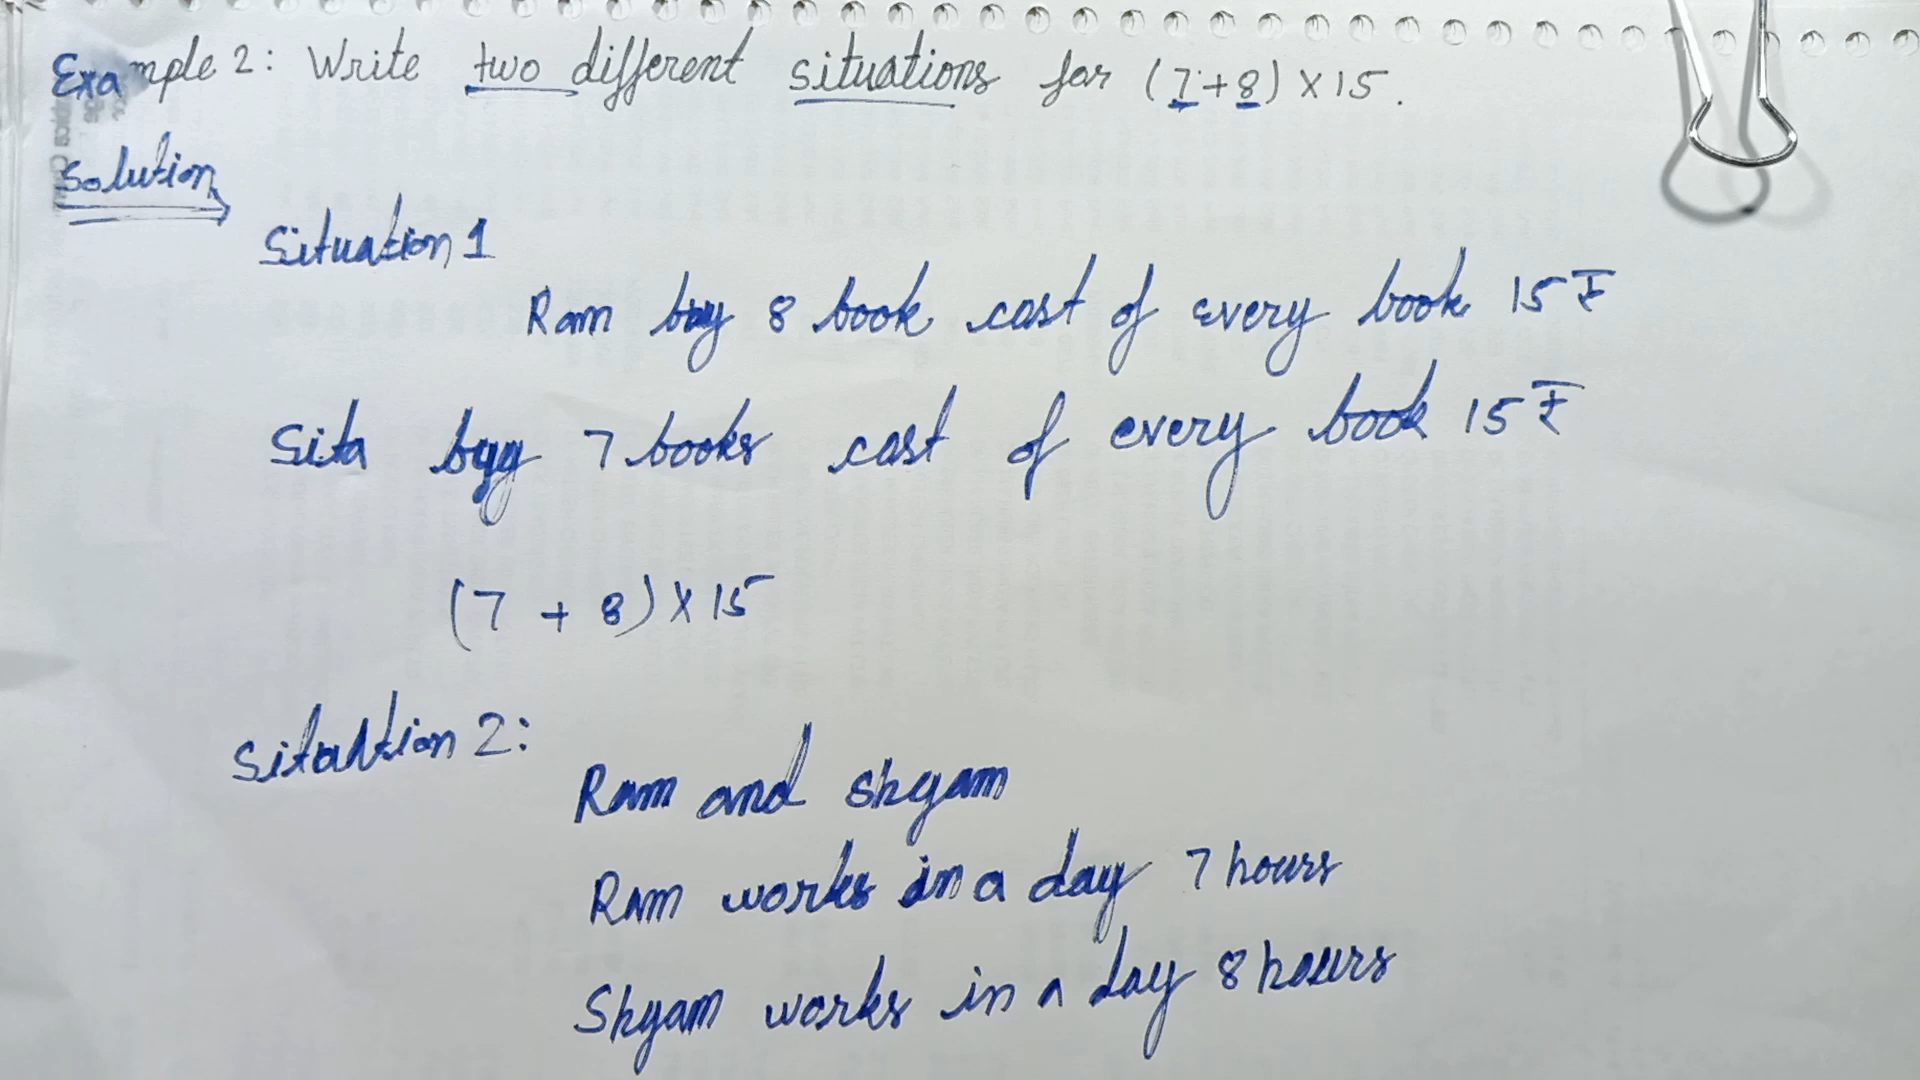 Example 2: Write two different situations for (7+8) × 15.
Solution
Situation 1
Ram buy 8 book cost of every book 15₹
Sita buy 7 books cost of every book 15₹
(7 + 8) × 15
Situation 2:
Ram and Shyam
Ram works in a day 7 hours
Shyam works in a day 8 hours